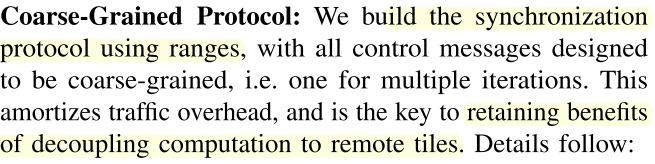 Coarse-Grained Protocol: We build the synchronization
protocol using ranges, with all control messages designed
to be coarse-grained, i.e. one for multiple iterations. This
amortizes traffic overhead, and is the key to retaining benefits
of decoupling computation to remote tiles. Details follow: